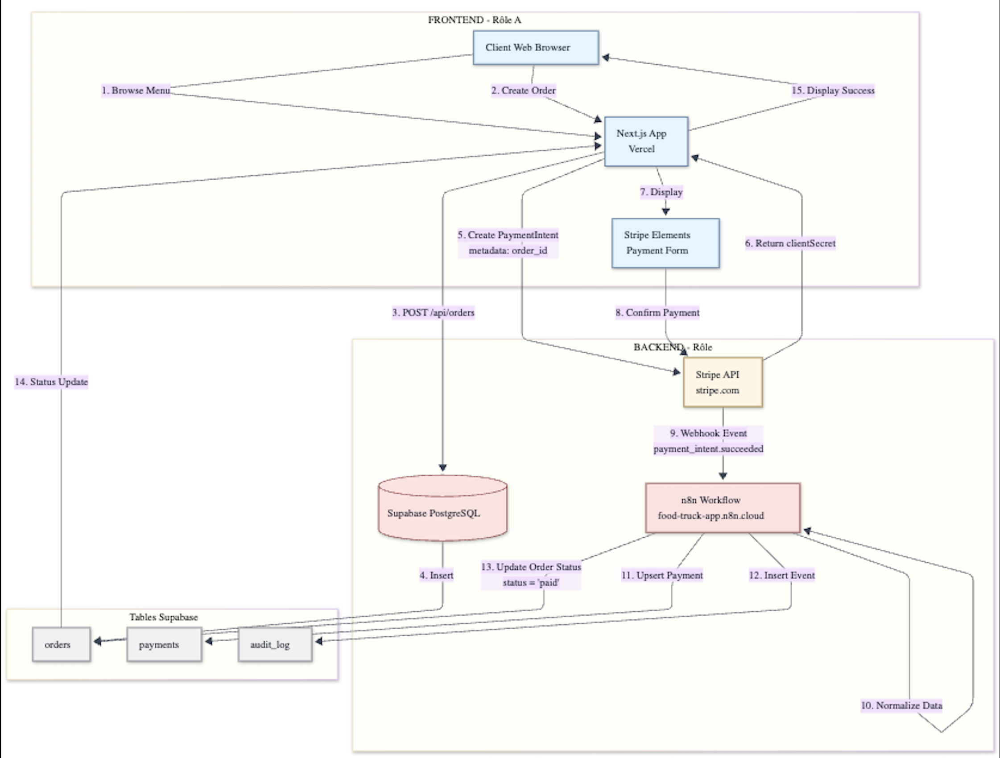 FRONTEND - Rôle A
Client Web Browser
1. Browse Menu
2. Create Order
15. Display Success
Next.js App
Vercel
7. Display
5. Create PaymentIntent
metadata: order_id
Stripe Elements
Payment Form
6. Return clientSecret
3. POST /api/orders
8. Confirm Payment
BACKEND - Rôle
Stripe API
stripe.com
14. Status Update
9. Webhook Event
payment_intent.succeeded
Supabase PostgreSQL
n8n Workflow
food-truck-app.n8n.cloud
4. Insert
13. Update Order Status
status = 'paid'
11. Upsert Payment
12. Insert Event
Tables Supabase
orders
payments
audit_log
10. Normalize Data